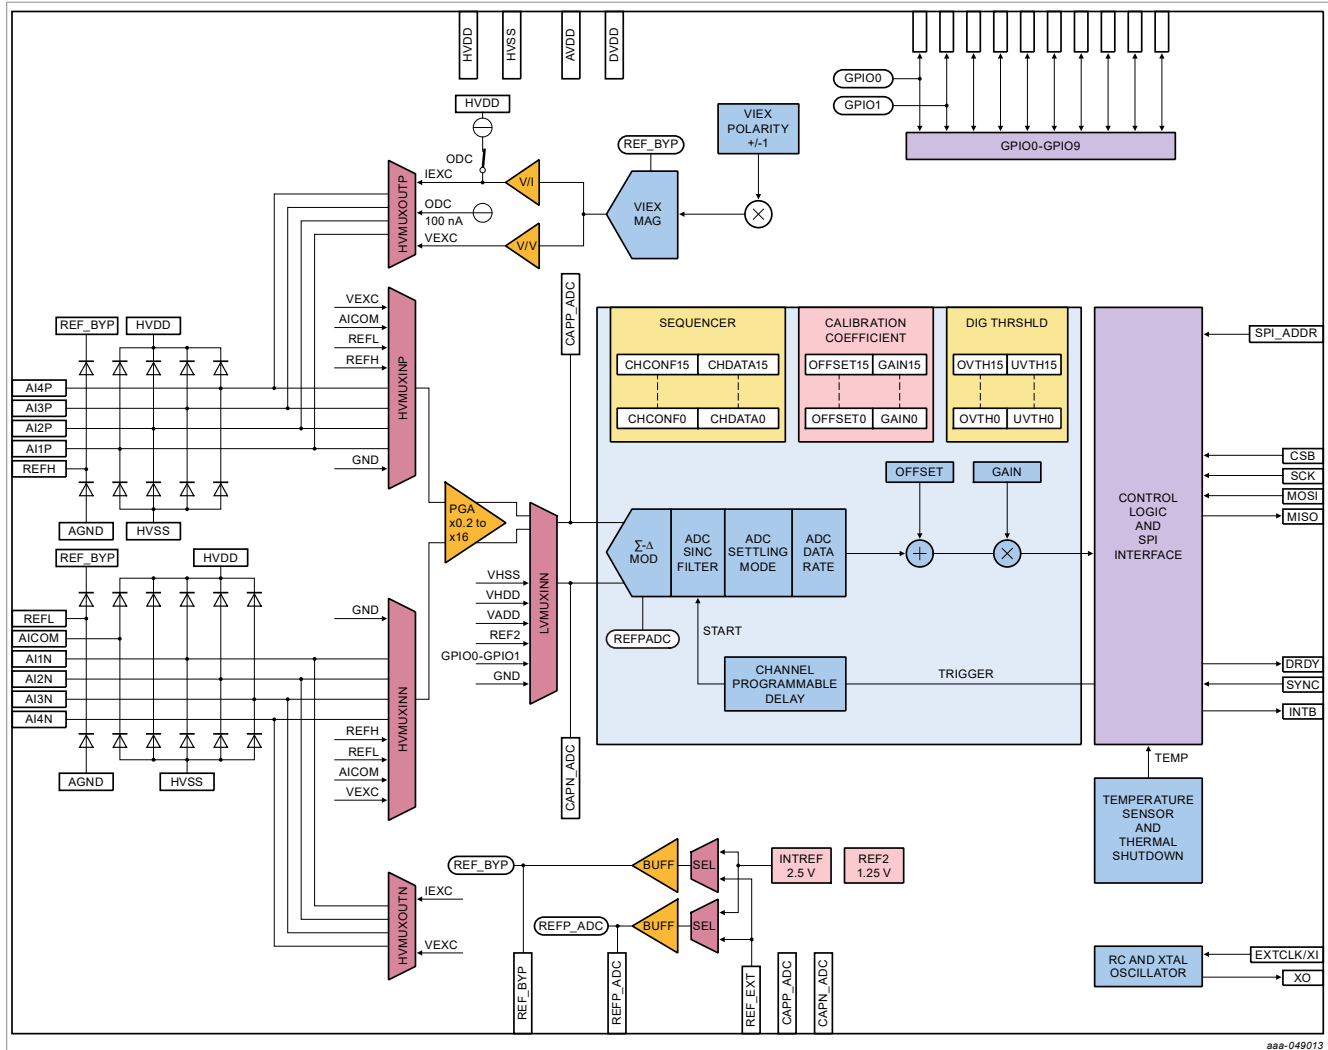 HVDD
HVSS
AVDD
DVDD
GPIO0
GPIO1
GPIO0-GPIO9
HVDD
ODC
IEXC
ODC
100 nA
VEXC
HVMUXOUTP
V/I
V/V
REF_BYP
VIEX
MAG
VIEX
POLARITY
+/-1
REF_BYP
HVDD
AI4P
AI3P
AI2P
AI1P
REFH
AGND
HVSS
VEXC
AICOM
REFL
REFH
GND
HVMUXINP
CAPP_ADC
SEQUENCER
CHCONF15
CHDATA15
CHCONF0
CHDATA0
CALIBRATION
COEFFICIENT
OFFSET15
GAIN15
OFFSET0
GAIN0
DIG THRSHLD
OVTH15
UVTH15
OVTH0
UVTH0
OFFSET
GAIN
PGA
x0.2 to
x16
LVMUXINN
VHSS
VHDD
VADD
REF2
GPIO0-GPIO1
GND
∑-Δ
MOD
ADC
SINC
FILTER
ADC
SETTLING
MODE
ADC
DATA
RATE
REFPADC
START
CHANNEL
PROGRAMMABLE
DELAY
TRIGGER
CONTROL
LOGIC
AND
SPI
INTERFACE
SPI_ADDR
CSB
SCK
MOSI
MISO
DRDY
SYNC
INTB
TEMP
TEMPERATURE
SENSOR
AND
THERMAL
SHUTDOWN
REF_BYP
HVDD
REFL
AICOM
AI1N
AI2N
AI3N
AI4N
AGND
HVSS
GND
HVMUXINN
REFH
REFL
AICOM
VEXC
CAPN_ADC
HVMUXOUTN
IEXC
VEXC
REF_BYP
BUFF
SEL
INTREF
2.5 V
REF2
1.25 V
REFP_ADC
BUFF
SEL
REF_BYP
REFP_ADC
REF_EXT
CAPP_ADC
CAPN_ADC
RC AND XTAL
OSCILLATOR
EXTCLK/XI
XO
aaa-049013